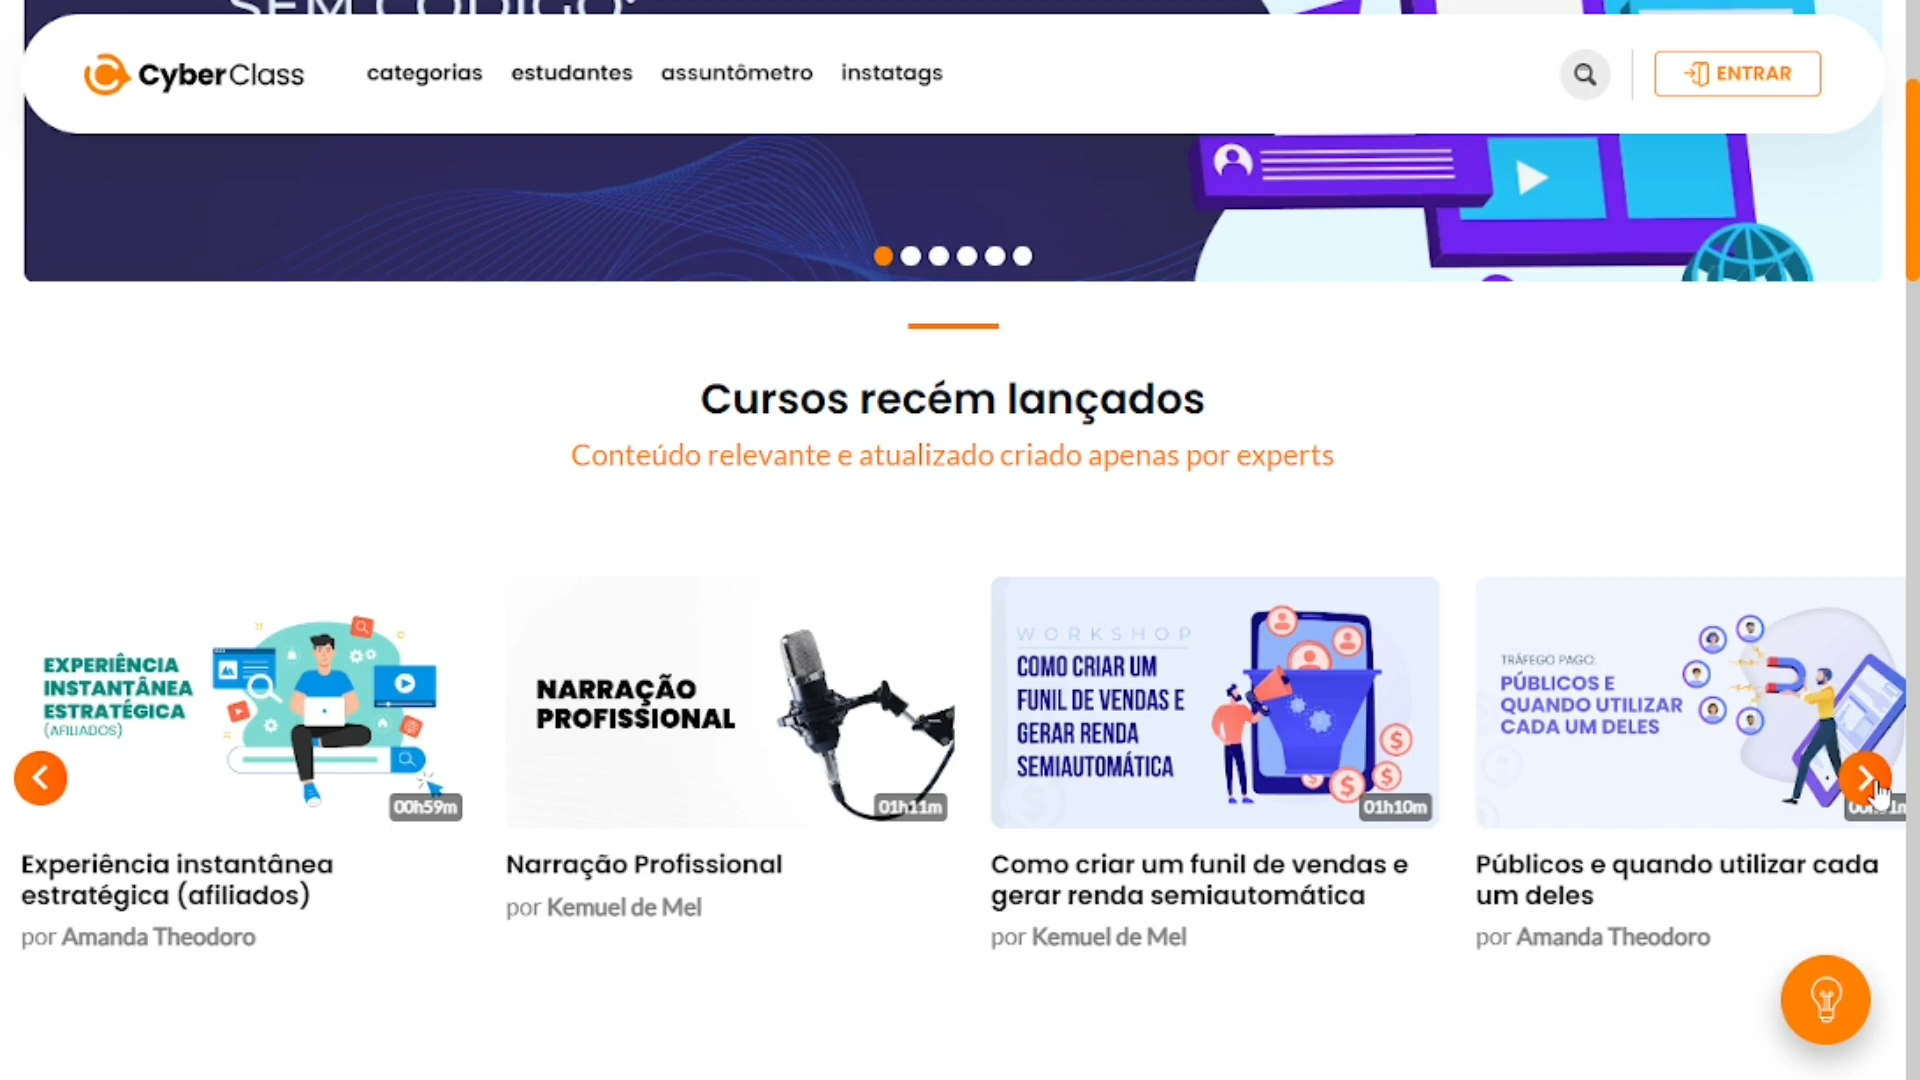 SEM CÓDIGO:
CyberClass
categorias
estudantes
assuntômetro
instatags
ENTRAR
Cursos recém lançados
Conteúdo relevante e atualizado criado apenas por experts
EXPERIÊNCIA
INSTANTÂNEA
ESTRATÉGICA
(AFILIADOS)
00h59m
Experiência instantânea
estratégica (afiliados)
por Amanda Theodoro
NARRAÇÃO
PROFISSIONAL
01h11m
Narração Profissional
por Kemuel de Mel
WORKSHOP
COMO CRIAR UM
FUNIL DE VENDAS E
GERAR RENDA
SEMIAUTOMÁTICA
01h10m
Como criar um funil de vendas e
gerar renda semiautomática
por Kemuel de Mel
TRÁFEGO PAGO:
PÚBLICOS E
QUANDO UTILIZAR
CADA UM DELES
Públicos e quando utilizar cada
um deles
por Amanda Theodoro